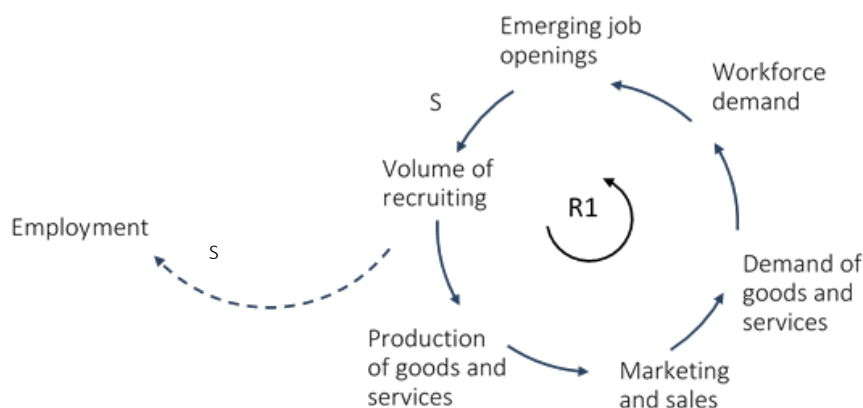 Emerging job
openings
Workforce
demand
S
Volume of
recruiting
R1
Employment
S
Demand of
goods and
services
Production
of goods and
services
Marketing
and sales